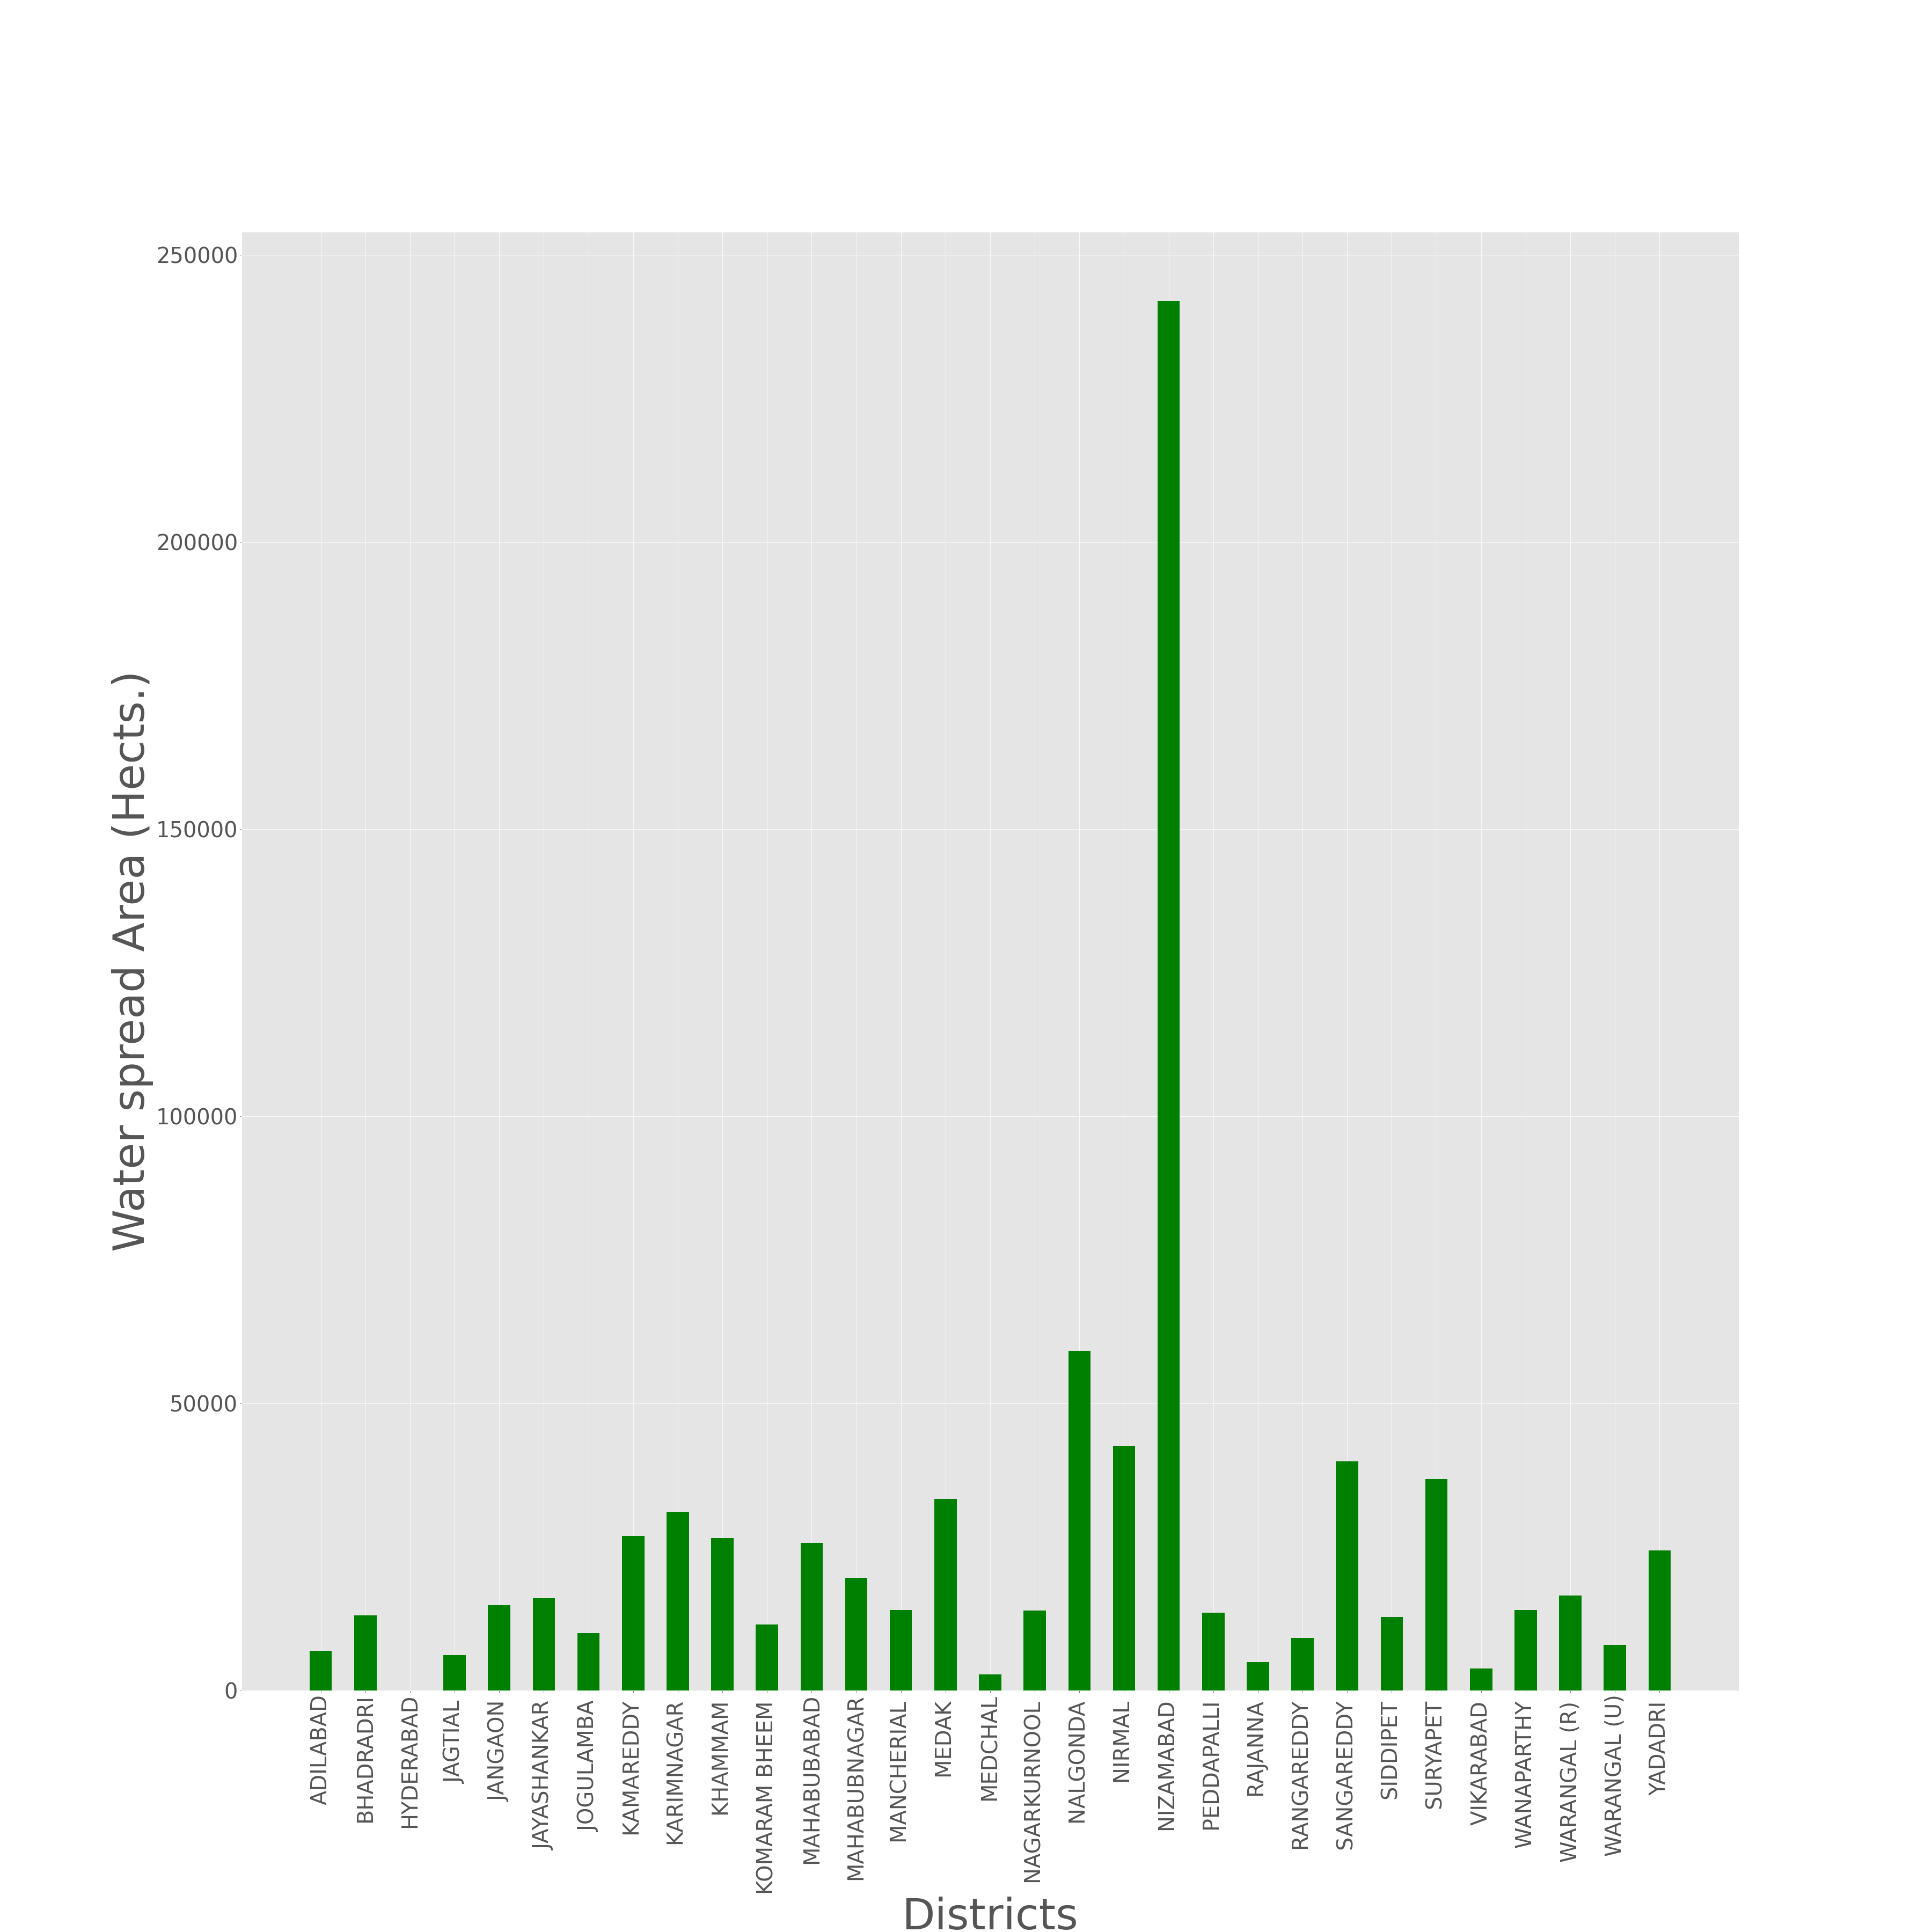 Water spread Area (Hects.)
250000
200000
150000
100000
50000
0
ADILABAD
BHADRADRI
HYDERABAD
JAGTIAL
JANGAON
JAYASHANKAR
JOGULAMBA
KAMAREDDY
KARIMNAGAR
KHAMMAM
KOMARAM BHEEM
MAHABUBABAD
MAHABUBNAGAR
MANCHERIAL
MEDAK
MEDCHAL
NAGARKURNOOL
NALGONDA
NIRMAL
NIZAMABAD
PEDDAPALLI
RAJANNA
RANGAREDDY
SANGAREDDY
SIDDIPET
SURYAPET
VIKARABAD
WANAPARTHY
WARANGAL (R)
WARANGAL (U)
YADADRI
Districts